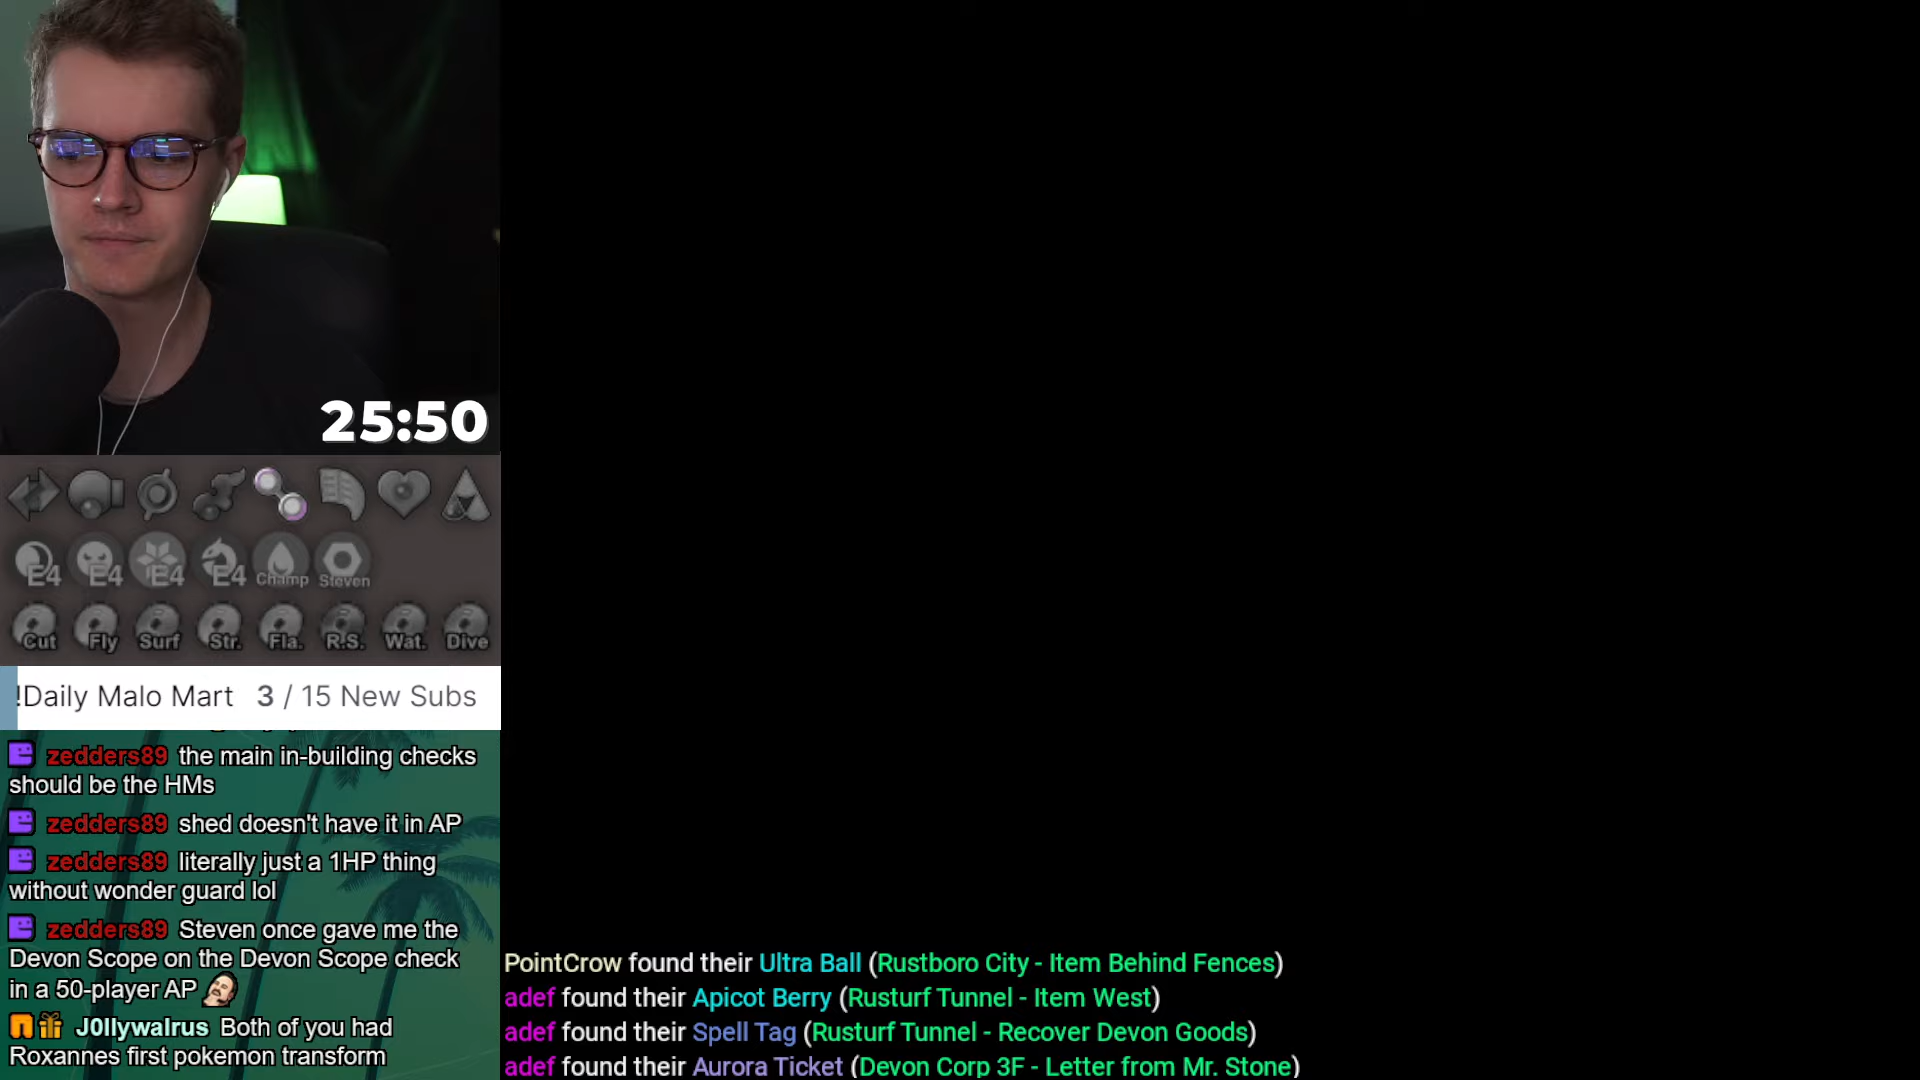 25:50
E4 E4 E4 E4 Champ Steven
Cut Fly Surf Str. Fla. R.S. Wat. Dive
!Daily Malo Mart 3 / 15 New Subs
zedders89 the main in-building checks
should be the HMs
zedders89 shed doesn't have it in AP
zedders89 literally just a 1HP thing
without wonder guard lol
zedders89 Steven once gave me the
Devon Scope on the Devon Scope check
in a 50-player AP
J0llywalrus Both of you had
Roxannes first pokemon transform
PointCrow found their Ultra Ball (Rustboro City - Item Behind Fences)
adef found their Apicot Berry (Rusturf Tunnel - Item West)
adef found their Spell Tag (Rusturf Tunnel - Recover Devon Goods)
adef found their Aurora Ticket (Devon Corp 3F - Letter from Mr. Stone)